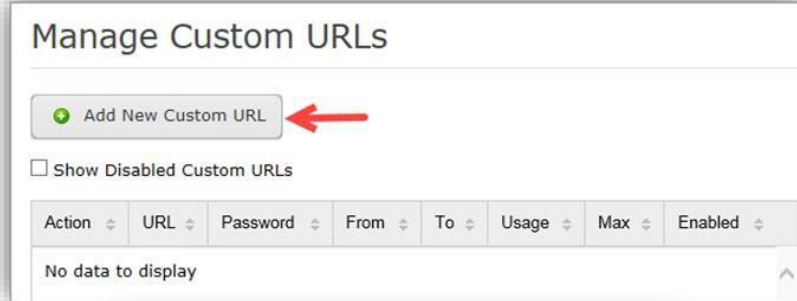 Manage Custom URLs
Add New Custom URL
Show Disabled Custom URLs
Action URL Password From To Usage Max Enabled
No data to display